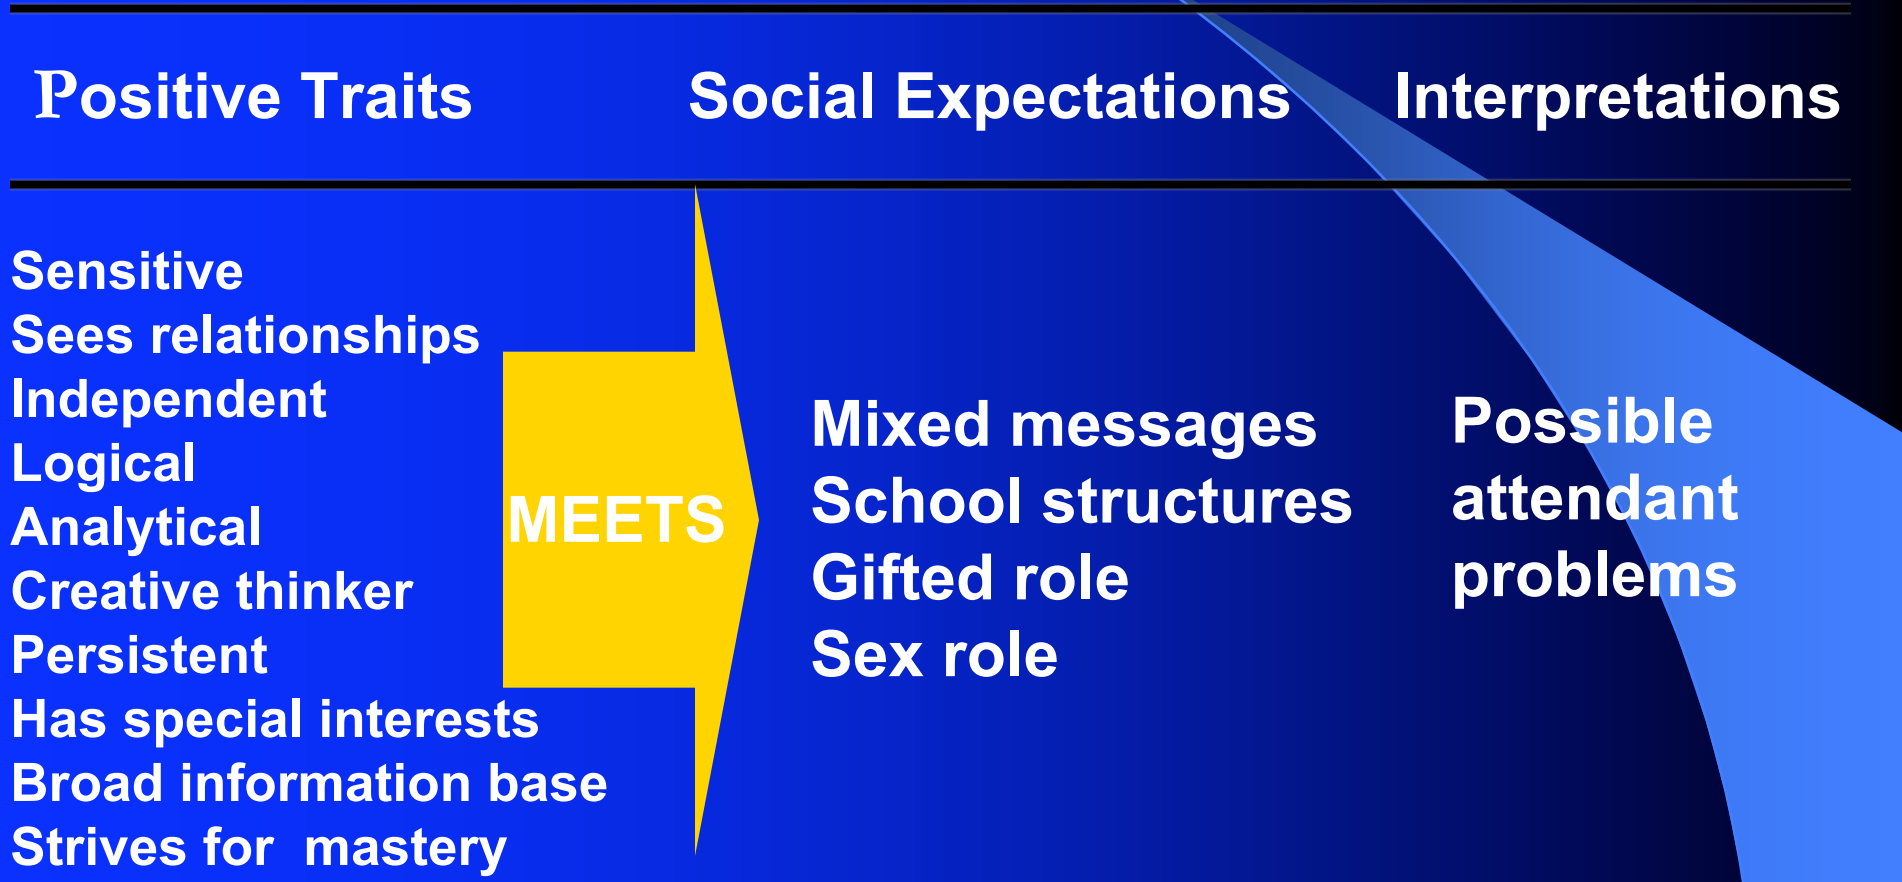 Positive Traits
Social Expectations
Interpretations
Sensitive
Sees relationships
Independent
Logical
Analytical
Creative thinker
Persistent
Has special interests
Broad information base
Strives for  mastery
MEETS
Mixed messages
School structures
Gifted role
Sex role
Possible
attendant
problems